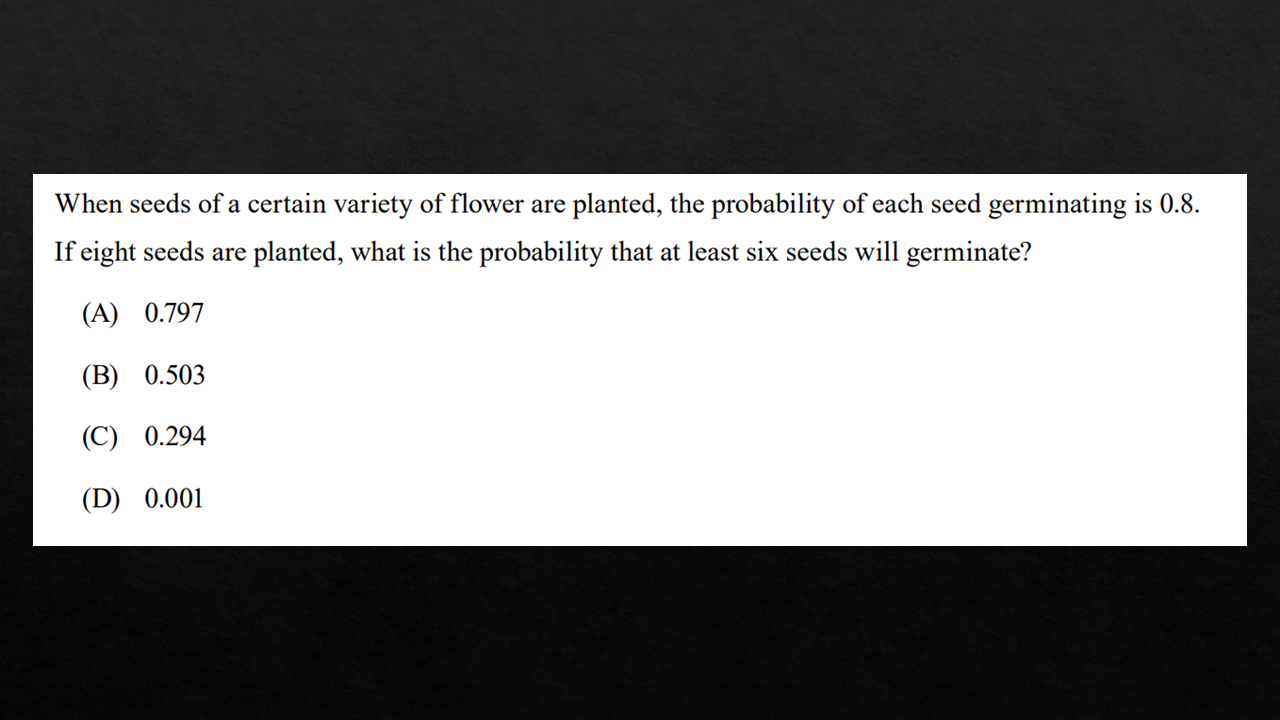 When seeds of a certain variety of flower are planted, the probability of each seed germinating is 0.8.
If eight seeds are planted, what is the probability that at least six seeds will germinate?
(A) 0.797
(B) 0.503
(C) 0.294
(D) 0.001